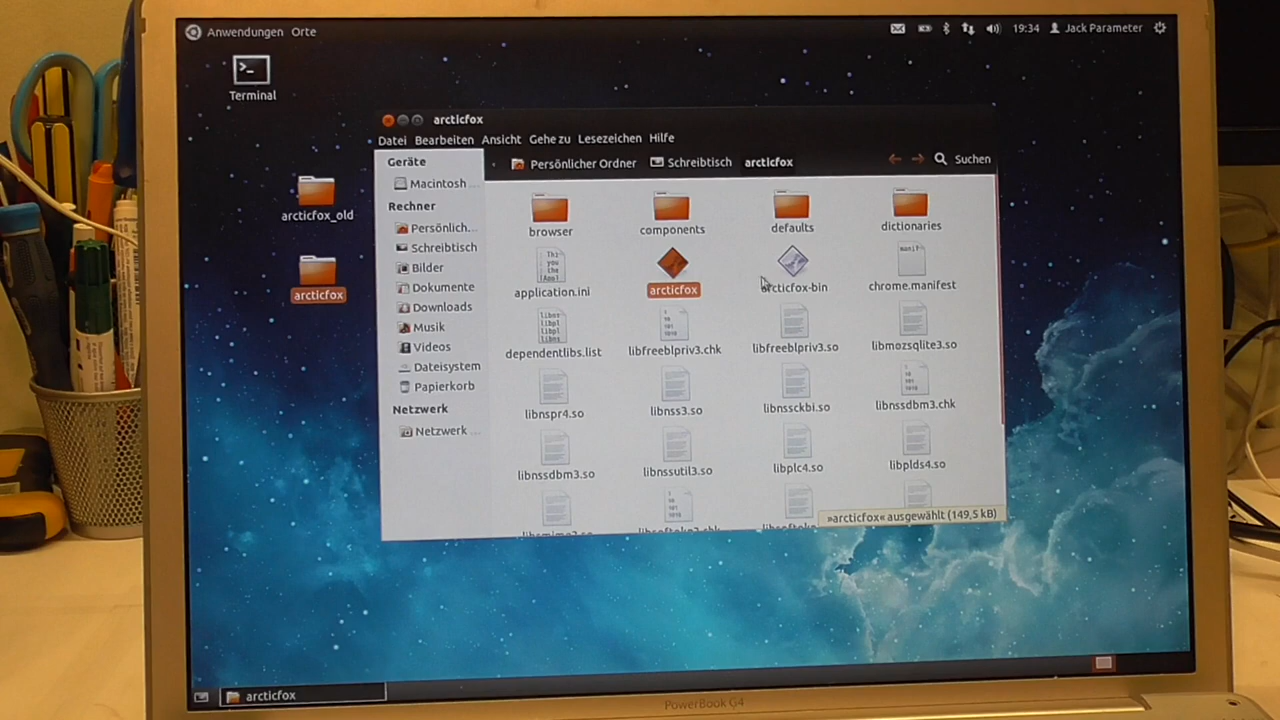 Anwendungen Orte
19:34 Jack Parameter
Terminal
arcticfox_old
arcticfox
arcticfox
Datei Bearbeiten Ansicht Gehe zu Lesezeichen Hilfe
Geräte
Macintosh ...
Rechner
Persönlich...
Schreibtisch
Bilder
Dokumente
Downloads
Musik
Videos
Dateisystem
Papierkorb
Netzwerk
Netzwerk ...
Persönlicher Ordner Schreibtisch arcticfox Suchen
browser components defaults dictionaries
application.ini arcticfox arcticfox-bin chrome.manifest
dependentlibs.list libfreeblpriv3.chk libfreeblpriv3.so libmozsqlite3.so
libnspr4.so libnss3.so libnssckbi.so libnssdbm3.chk
libnssdbm3.so libnssutil3.so libplc4.so libplds4.so
»arcticfox« ausgewählt (149,5 kB)
arcticfox
PowerBook G4